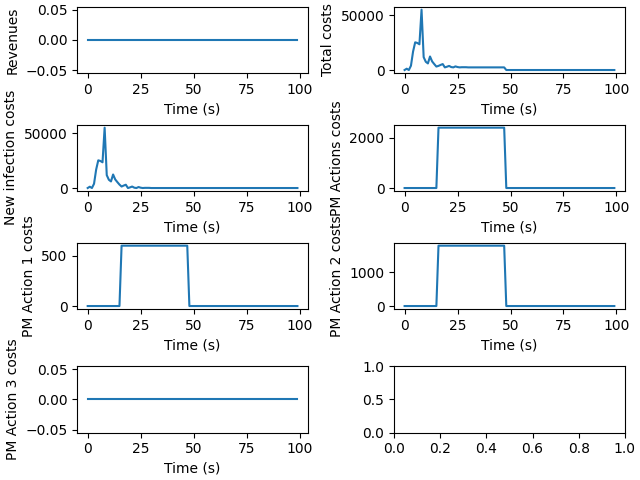 Revenues
0.05
0.00
−0.05
0 25 50 75 100
Time (s)
Total costs
50000
0
0 25 50 75 100
Time (s)
New infection costs
50000
0
0 25 50 75 100
Time (s)
PM Actions costs
2000
0
0 25 50 75 100
Time (s)
PM Action 1 costs
500
0
0 25 50 75 100
Time (s)
PM Action 2 costs
1000
0
0 25 50 75 100
Time (s)
PM Action 3 costs
0.05
0.00
−0.05
0 25 50 75 100
Time (s)
1.0
0.5
0.0
0.0 0.2 0.4 0.6 0.8 1.0